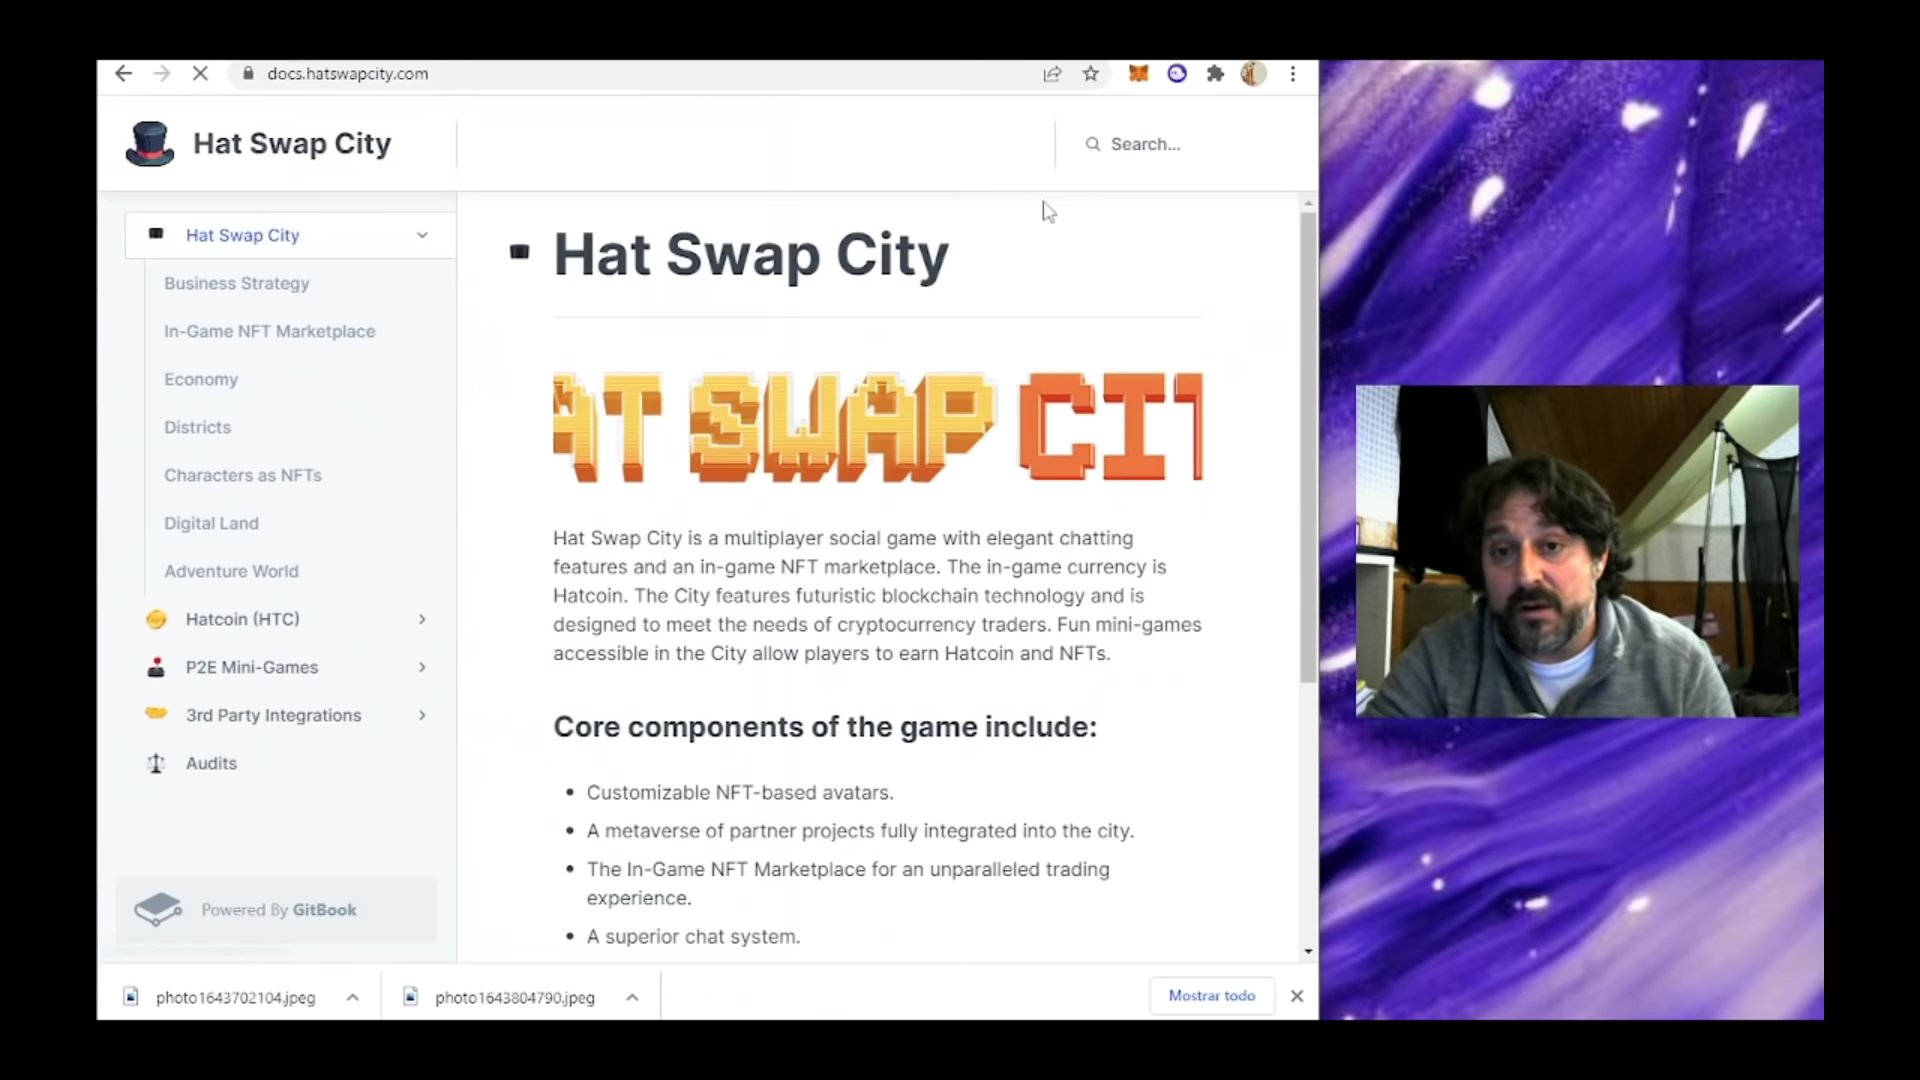 docs.hatswapcity.com
Hat Swap City
Search...
Hat Swap City
Business Strategy
In-Game NFT Marketplace
Economy
Districts
Characters as NFTs
Digital Land
Adventure World
Hatcoin (HTC)
P2E Mini-Games
3rd Party Integrations
Audits
Powered By GitBook
Hat Swap City
AT SWAP CIT
Hat Swap City is a multiplayer social game with elegant chatting
features and an in-game NFT marketplace. The in-game currency is
Hatcoin. The City features futuristic blockchain technology and is
designed to meet the needs of cryptocurrency traders. Fun mini-games
accessible in the City allow players to earn Hatcoin and NFTs.
Core components of the game include:
• Customizable NFT-based avatars.
• A metaverse of partner projects fully integrated into the city.
• The In-Game NFT Marketplace for an unparalleled trading
experience.
• A superior chat system.
photo1643702104.jpeg
photo1643804790.jpeg
Mostrar todo